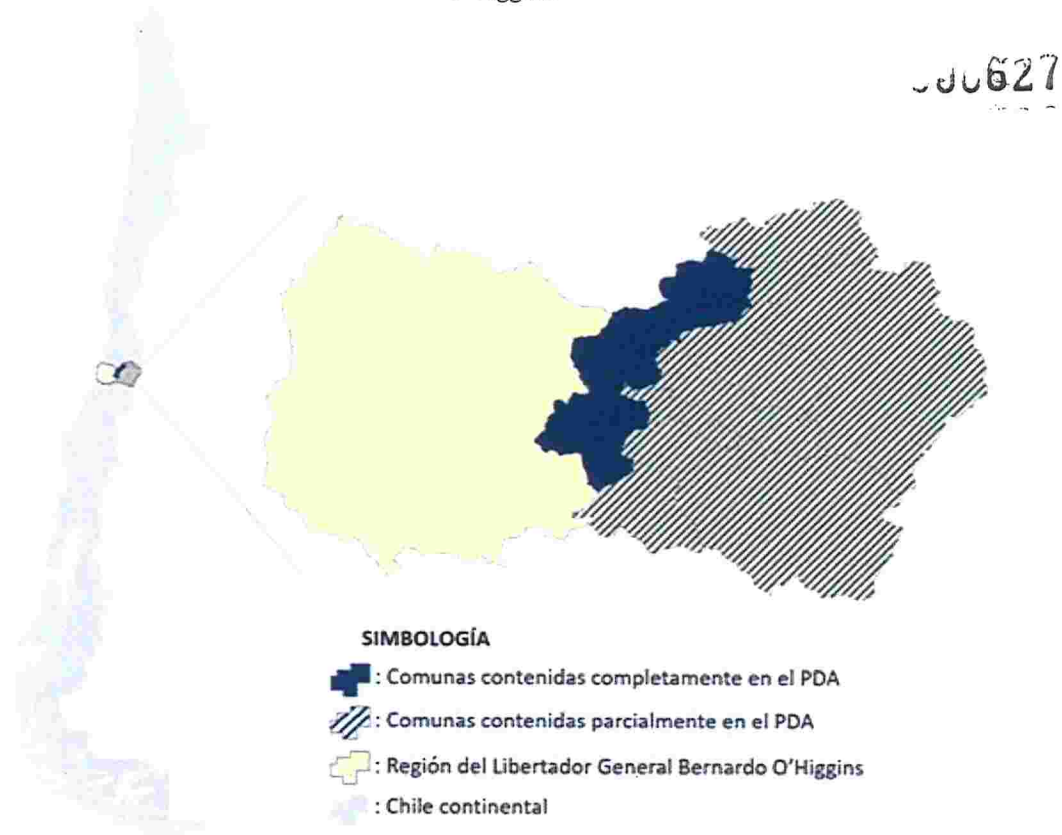 627
SIMBOLOGÍA
: Comunas contenidas completamente en el PDA
: Comunas contenidas parcialmente en el PDA
: Región del Libertador General Bernardo O'Higgins
: Chile continental